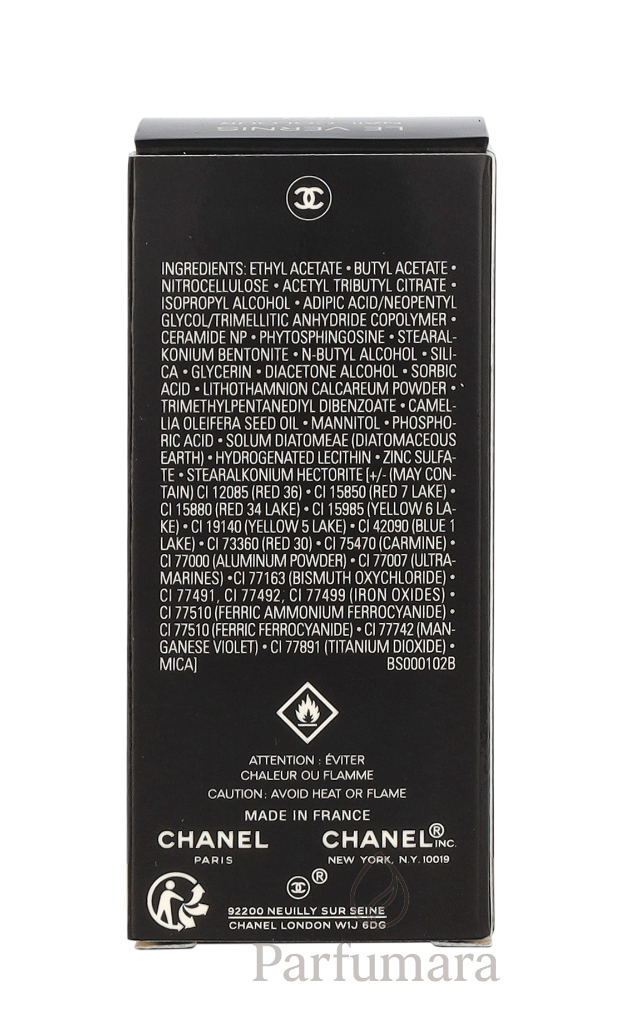 LE VERNIS
NAIL COLOUR
INGREDIENTS: ETHYL ACETATE • BUTYL ACETATE •
NITROCELLULOSE • ACETYL TRIBUTYL CITRATE •
ISOPROPYL ALCOHOL • ADIPIC ACID/NEOPENTYL
GLYCOL/TRIMELLITIC ANHYDRIDE COPOLYMER •
CERAMIDE NP • PHYTOSPHINGOSINE • STEARAL-
KONIUM BENTONITE • N-BUTYL ALCOHOL • SILI-
CA • GLYCERIN • DIACETONE ALCOHOL • SORBIC
ACID • LITHOTHAMNION CALCAREUM POWDER •
TRIMETHYLPENTANEDIYL DIBENZOATE • CAMEL-
LIA OLEIFERA SEED OIL • MANNITOL • PHOSPHO-
RIC ACID • SOLUM DIATOMEAE (DIATOMACEOUS
EARTH) • HYDROGENATED LECITHIN • ZINC SULFA-
TE • STEARALKONIUM HECTORITE [+/- (MAY CON-
TAIN) CI 12085 (RED 36) • CI 15850 (RED 7 LAKE) •
CI 15880 (RED 34 LAKE) • CI 15985 (YELLOW 6 LA-
KE) • CI 19140 (YELLOW 5 LAKE) • CI 42090 (BLUE 1
LAKE) • CI 73360 (RED 30) • CI 75470 (CARMINE) •
CI 77000 (ALUMINUM POWDER) • CI 77007 (ULTRA-
MARINES) • CI 77163 (BISMUTH OXYCHLORIDE) •
CI 77491, CI 77492, CI 77499 (IRON OXIDES) •
CI 77510 (FERRIC AMMONIUM FERROCYANIDE) •
CI 77510 (FERRIC FERROCYANIDE) • CI 77742 (MAN-
GANESE VIOLET) • CI 77891 (TITANIUM DIOXIDE) •
MICA] BS000102B
ATTENTION : ÉVITER
CHALEUR OU FLAMME
CAUTION: AVOID HEAT OR FLAME
MADE IN FRANCE
CHANEL CHANEL® INC.
PARIS NEW YORK, N.Y. 10019
®
92200 NEUILLY SUR SEINE
CHANEL LONDON W1J 6DG
Parfumara